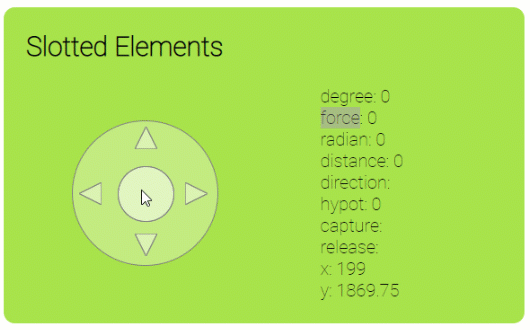 Slotted Elements
degree: 0
force: 0
radian: 0
distance: 0
direction:
hypot: 0
capture:
release:
x: 199
y: 1869.75